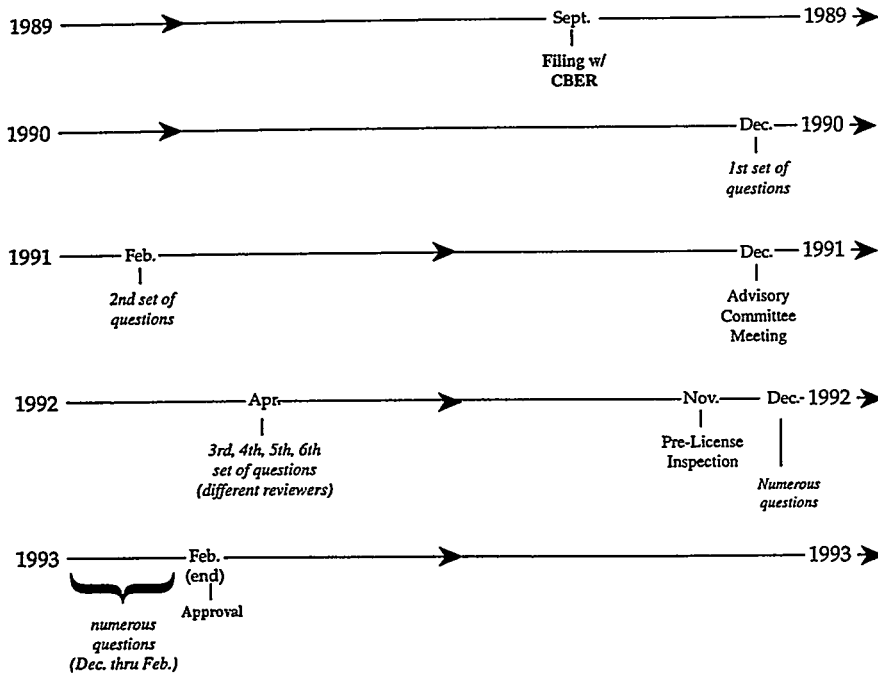 1989 Sept. 1989
Filing w/
CBER
1990 Dec. 1990
1st set of
questions
1991 Feb. Dec. 1991
2nd set of
questions
Advisory
Committee
Meeting
1992 Apr. Nov. Dec.- 1992
3rd, 4th, 5th, 6th
set of questions
(different reviewers)
Pre-License
Inspection
Numerous
questions
1993 Feb. 1993
(end)
Approval
numerous
questions
(Dec. thru Feb.)